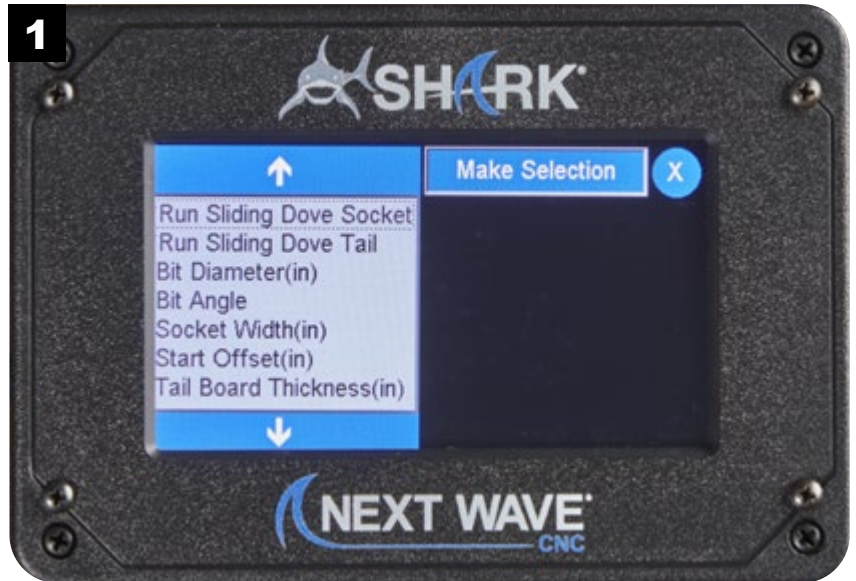 1
SHARK
Make Selection
X
Run Sliding Dove Socket
Run Sliding Dove Tail
Bit Diameter(in)
Bit Angle
Socket Width(in)
Start Offset(in)
Tail Board Thickness(in)
NEXT WAVE
CNC